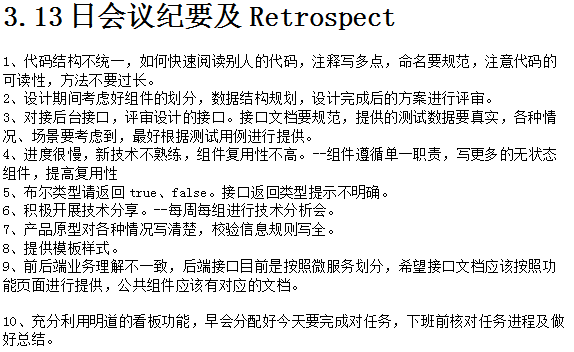 3.13日会议纪要及Retrospect
1、代码结构不统一，如何快速阅读别人的代码，注释写多点，命名要规范，注意代码的
可读性，方法不要过长。
2、设计期间考虑好组件的划分，数据结构规划，设计完成后的方案进行评审。
3、对接后台接口，评审设计的接口。接口文档要规范，提供的测试数据要真实，各种情
况、场景要考虑到，最好根据测试用例进行提供。
4、进度很慢，新技术不熟练，组件复用性不高。--组件遵循单一职责，写更多的无状态
组件，提高复用性
5、布尔类型请返回true、false。接口返回类型提示不明确。
6、积极开展技术分享。--每周每组进行技术分析会。
7、产品原型对各种情况写清楚，校验信息规则写全。
8、提供模板样式。
9、前后端业务理解不一致，后端接口目前是按照微服务划分，希望接口文档应该按照功
能页面进行提供，公共组件应该有对应的文档。
10、充分利用明道的看板功能，早会分配好今天要完成对任务，下班前核对任务进程及做
好总结。